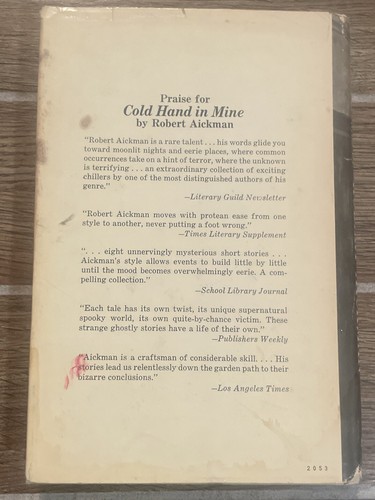 Praise for
Cold Hand in Mine
by Robert Aickman
"Robert Aickman is a rare talent . . . his words glide you
toward moonlit nights and eerie places, where common
occurrences take on a hint of terror, where the unknown
is terrifying . . . an extraordinary collection of exciting
chillers by one of the most distinguished authors of his
genre."
—Literary Guild Newsletter
"Robert Aickman moves with protean ease from one
style to another, never putting a foot wrong."
—Times Literary Supplement
". . . eight unnervingly mysterious short stories . . .
Aickman's style allows events to build little by little
until the mood becomes overwhelmingly eerie. A com-
pelling collection."
—School Library Journal
"Each tale has its own twist, its unique supernatural
spooky world, its own quite-by-chance victim. These
strange ghostly stories have a life of their own."
—Publishers Weekly
"Aickman is a craftsman of considerable skill. . . . His
stories lead us relentlessly down the garden path to their
bizarre conclusions."
—Los Angeles Times
2053